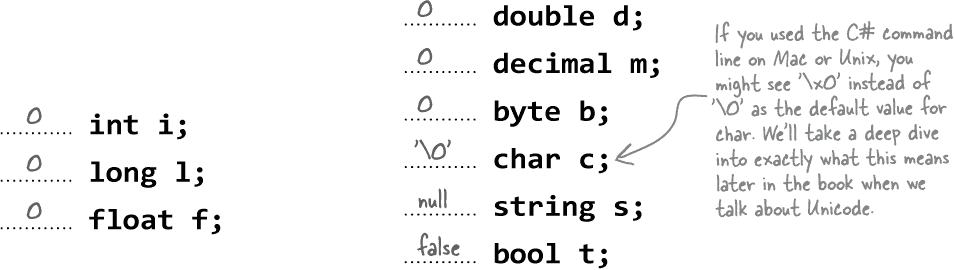 0 int i;
0 long l;
0 float f;
0 double d;
0 decimal m;
0 byte b;
'\0' char c;
null string s;
false bool t;
If you used the C# command
line on Mac or Unix, you
might see '\x0' instead of
'\0' as the default value for
char. We'll take a deep dive
into exactly what this means
later in the book when we
talk about Unicode.